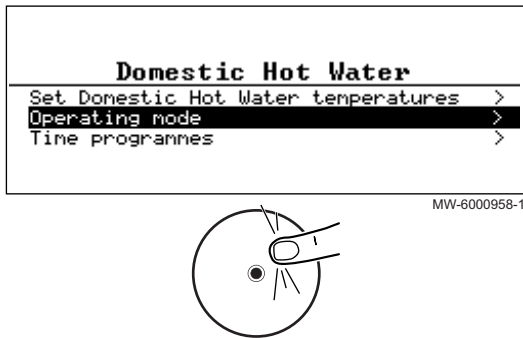 Domestic Hot Water
Set Domestic Hot Water temperatures >
Operating mode >
Time programmes >
MW-6000958-1